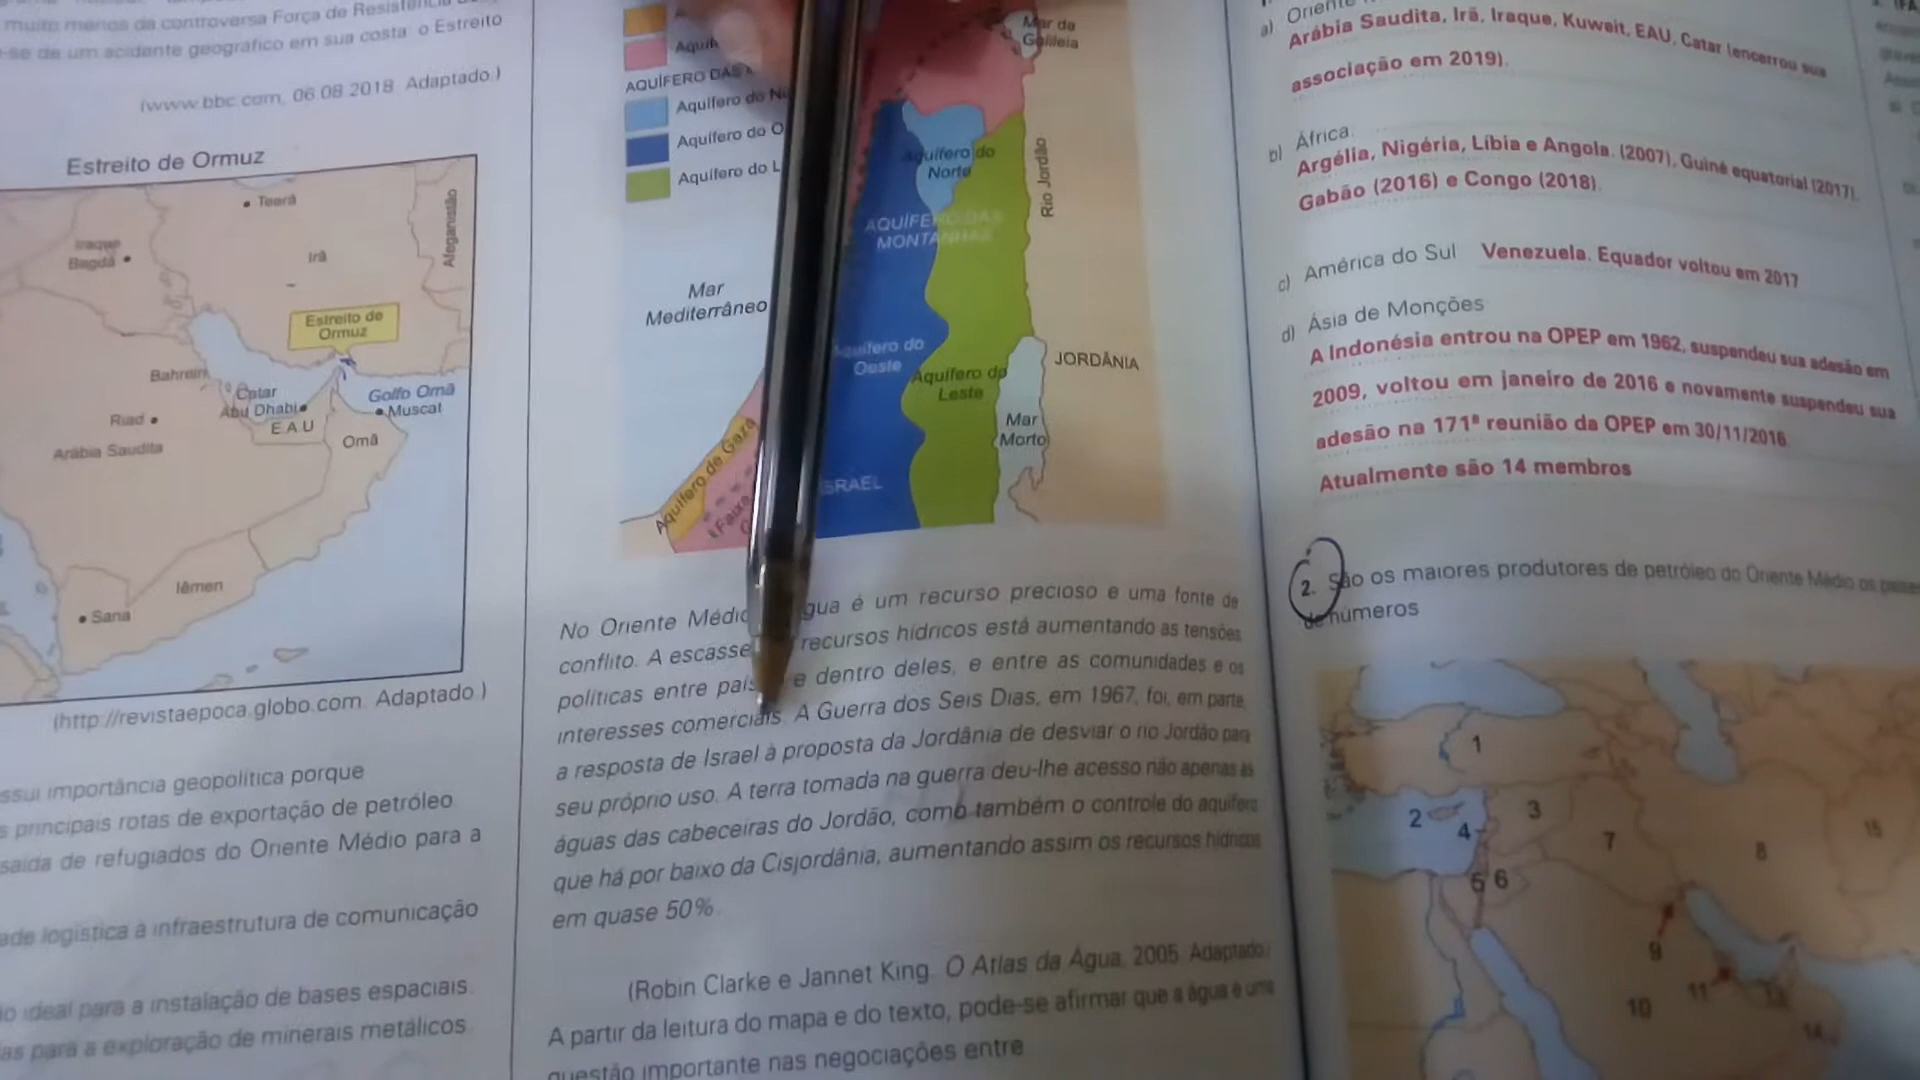 muito menos da controversa Força de
-se de um acidente geográfico em sua costa: o Estreito
(www.bbc.com, 06.08.2018. Adaptado.)
Estreito de Ormuz
Teerã
Afeganistão
Iraque
Bagdá
Irã
Estreito de
Ormuz
Bahrein
Catar
Golfo Omã
Abu Dhabi
Muscat
Riad
E.A.U
Omã
Arábia Saudita
Iêmen
Sana
(http://revistaepoca.globo.com. Adaptado.)
ssui importância geopolítica porque
s principais rotas de exportação de petróleo
saída de refugiados do Oriente Médio para a
ade logística à infraestrutura de comunicação
ideal para a instalação de bases espaciais.
as para a exploração de minerais metálicos.
Mar da
Galileia
AQUÍFERO DAS
Aquífero do
Aquífero do O
Aquífero do L
Aquífero do
Norte
Rio Jordão
AQUÍFERO DAS
MONTANHAS
Mar
Mediterrâneo
Aquífero do
Oeste
Aquífero do
Leste
JORDÂNIA
Mar
Morto
Aquífero de Gaza
Faixa
ISRAEL
No Oriente Médio gua é um recurso precioso e uma fonte de
conflito. A escasse recursos hídricos está aumentando as tensões
políticas entre país e dentro deles, e entre as comunidades e os
interesses comerciais. A Guerra dos Seis Dias, em 1967, foi, em parte,
a resposta de Israel à proposta da Jordânia de desviar o rio Jordão para
seu próprio uso. A terra tomada na guerra deu-lhe acesso não apenas às
águas das cabeceiras do Jordão, como também o controle do aquífero
que há por baixo da Cisjordânia, aumentando assim os recursos hídricos
em quase 50%.
(Robin Clarke e Jannet King. O Atlas da Água, 2005. Adaptado.)
A partir da leitura do mapa e do texto, pode-se afirmar que a água é uma
questão importante nas negociações entre
a) Oriente
Arábia Saudita, Irã, Iraque, Kuweit, EAU, Catar (encerrou sua
associação em 2019).
b) África.
Argélia, Nigéria, Líbia e Angola. (2007), Guiné equatorial (2017),
Gabão (2016) e Congo (2018).
c) América do Sul Venezuela. Equador voltou em 2017
d) Ásia de Monções
A Indonésia entrou na OPEP em 1962, suspendeu sua adesão em
2009, voltou em janeiro de 2016 e novamente suspendeu sua
adesão na 171ª reunião da OPEP em 30/11/2016.
Atualmente são 14 membros
2. São os maiores produtores de petróleo do Oriente Médio os países
de números
1
2
3
4
5
6
7
8
15
9
10
11
14